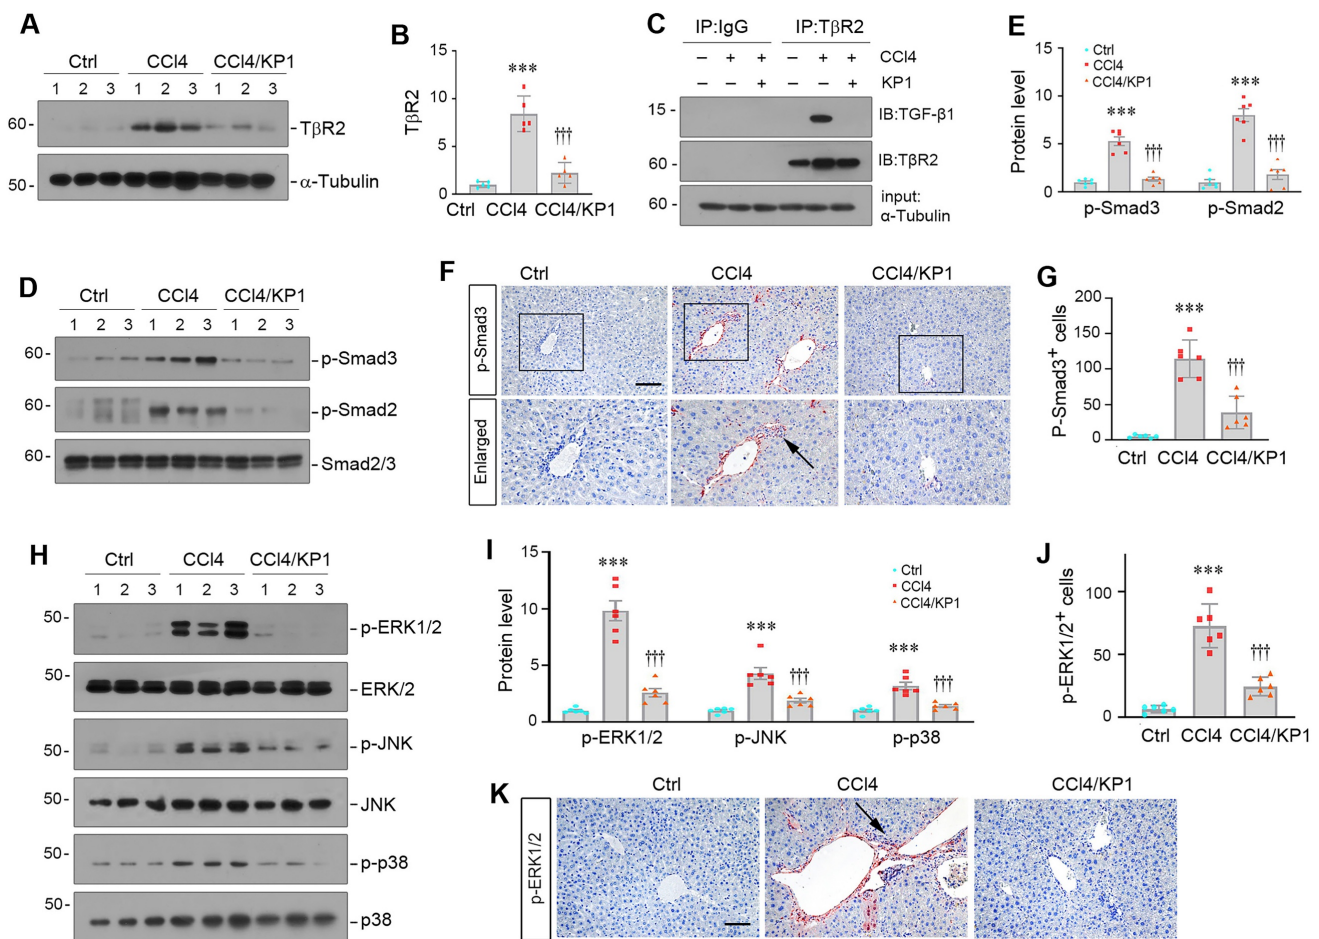 A
Ctrl CCl4 CCl4/KP1
1 2 3 1 2 3 1 2 3
60- -TβR2
50- -α-Tubulin
B
15
10
5
0
TβR2
***
†††
Ctrl CCl4 CCl4/KP1
C
IP:IgG IP:TβR2
– + + – + + CCl4
– – + – – + KP1
15 - IB:TGF-β1
60 - IB:TβR2
60 - input:
α-Tubulin
E
15
10
5
0
Protein level
Ctrl
CCl4
CCl4/KP1
*** ††† *** †††
p-Smad3 p-Smad2
D
Ctrl CCl4 CCl4/KP1
1 2 3 1 2 3 1 2 3
60- -p-Smad3
60- -p-Smad2
60- -Smad2/3
F
Ctrl CCl4 CCl4/KP1
p-Smad3
Enlarged
G
200
150
100
50
0
P-Smad3+ cells
***
†††
Ctrl CCl4 CCl4/KP1
H
Ctrl CCl4 CCl4/KP1
1 2 3 1 2 3 1 2 3
50- -p-ERK1/2
50- -ERK/2
50- -p-JNK
50- -JNK
50- -p-p38
50- -p38
I
15
10
5
0
Protein level
Ctrl
CCl4
CCl4/KP1
*** ††† *** ††† *** †††
p-ERK1/2 p-JNK p-p38
J
100
50
0
p-ERK1/2+ cells
***
†††
Ctrl CCl4 CCl4/KP1
K
Ctrl CCl4 CCl4/KP1
p-ERK1/2